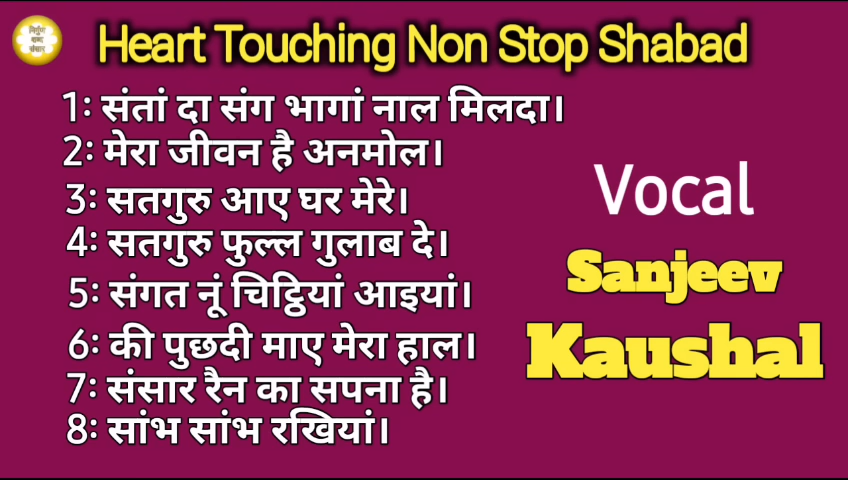 निर्गुण
शब्द
संचार
Heart Touching Non Stop Shabad
1: संतां दा संग भागां नाल मिलदा।
2: मेरा जीवन है अनमोल।
3: सतगुरु आए घर मेरे।
4: सतगुरु फुल्ल गुलाब दे।
5: संगत नूं चिट्ठियां आइयां।
6: की पुछदी माए मेरा हाल।
7: संसार रैन का सपना है।
8: सांभ सांभ रखियां।
Vocal
Sanjeev
Kaushal